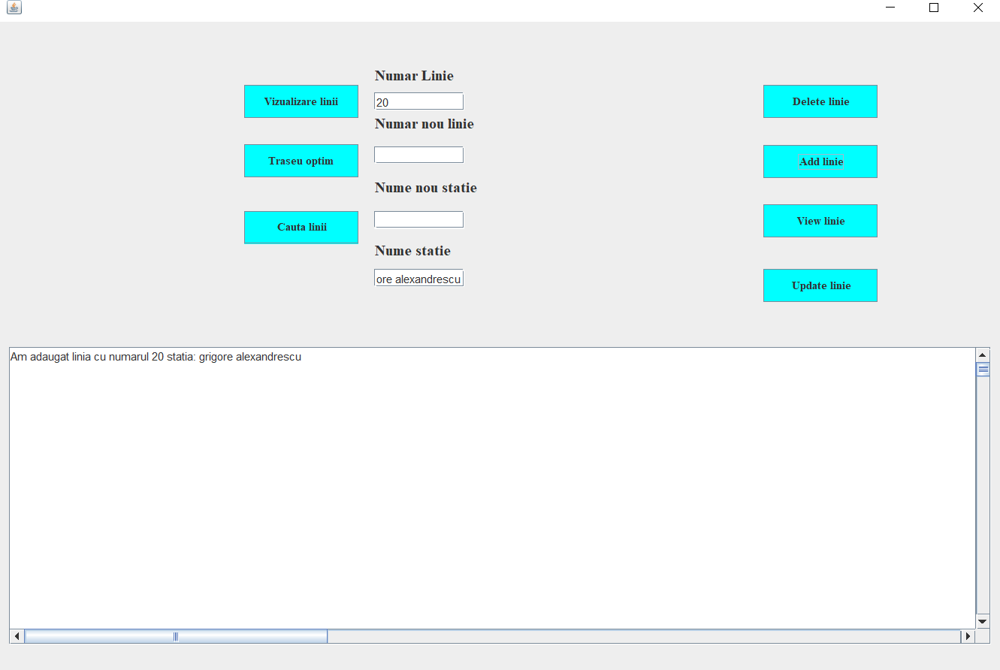 Numar Linie
Vizualizare linii
20
Delete linie
Numar nou linie
Traseu optim
Add linie
Nume nou statie
Cauta linii
View linie
Nume statie
ore alexandrescu
Update linie
Am adaugat linia cu numarul 20 statia: grigore alexandrescu